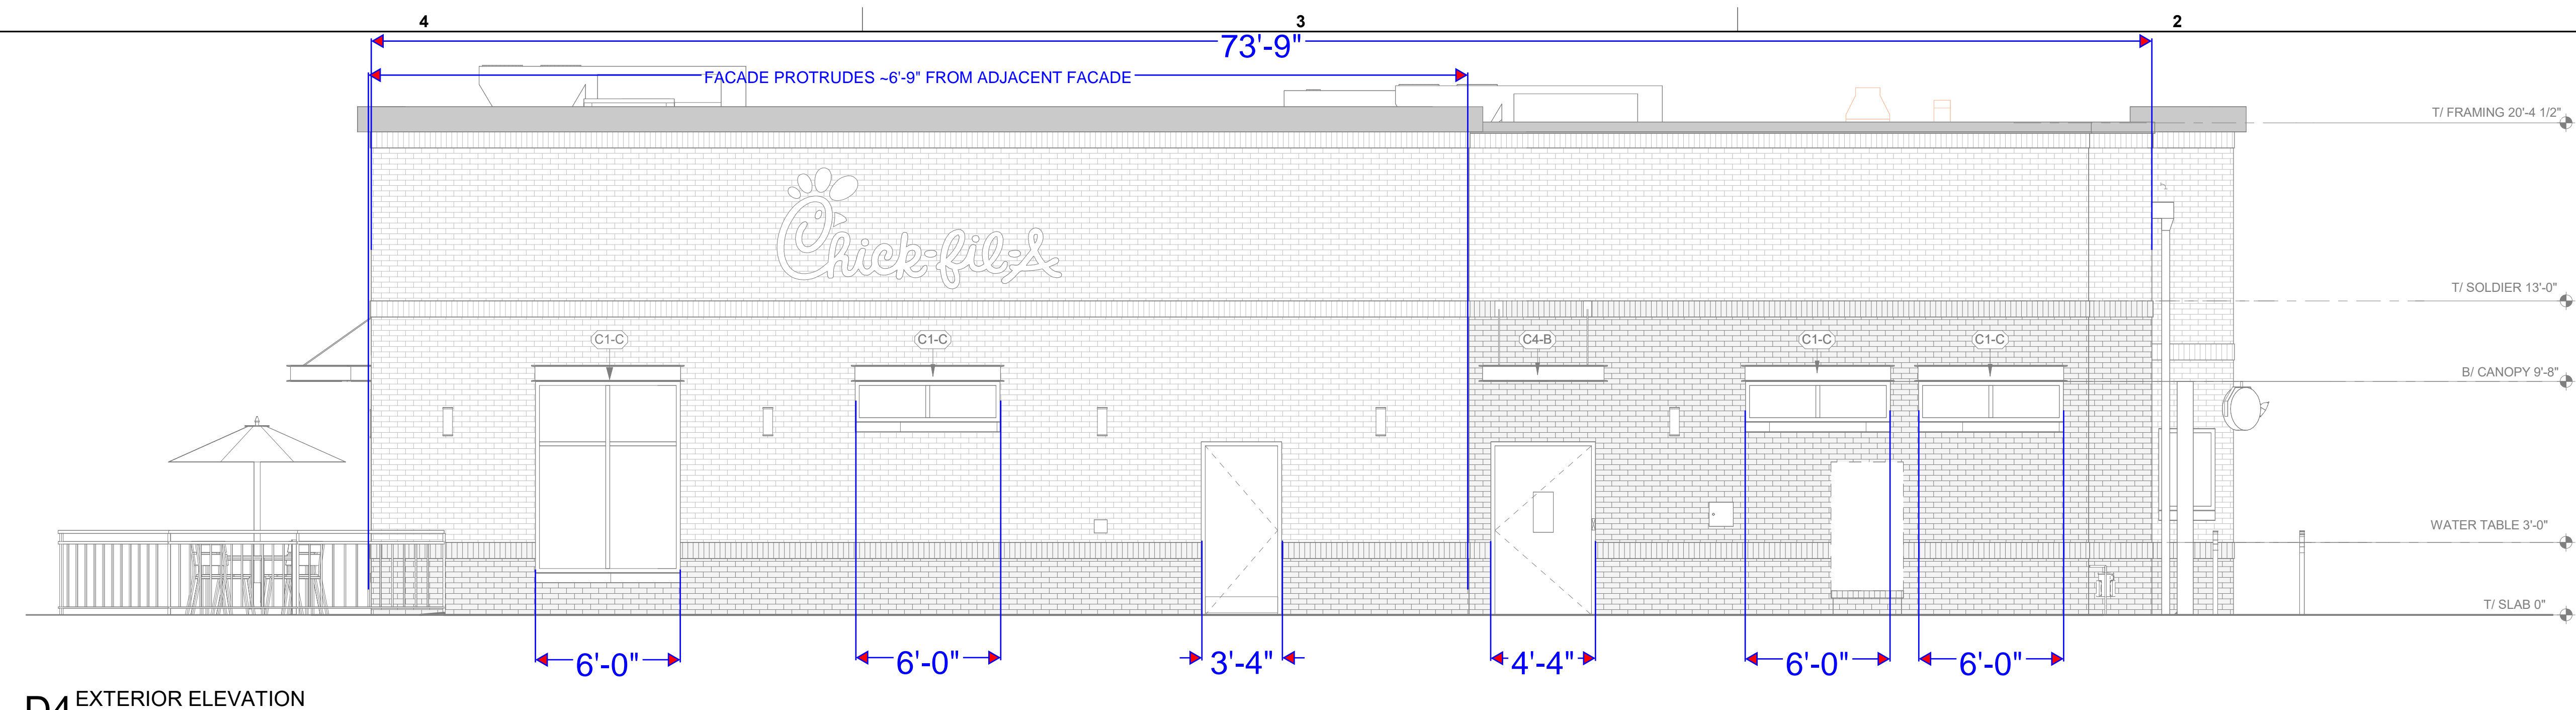 4 3 2
73'-9"
FACADE PROTRUDES ~6'-9" FROM ADJACENT FACADE
T/ FRAMING 20'-4 1/2"
Chick-fil-A
T/ SOLDIER 13'-0"
C1-C C1-C C4-B C1-C C1-C
B/ CANOPY 9'-8"
WATER TABLE 3'-0"
T/ SLAB 0"
6'-0" 6'-0" 3'-4" 4'-4" 6'-0" 6'-0"
D4 EXTERIOR ELEVATION